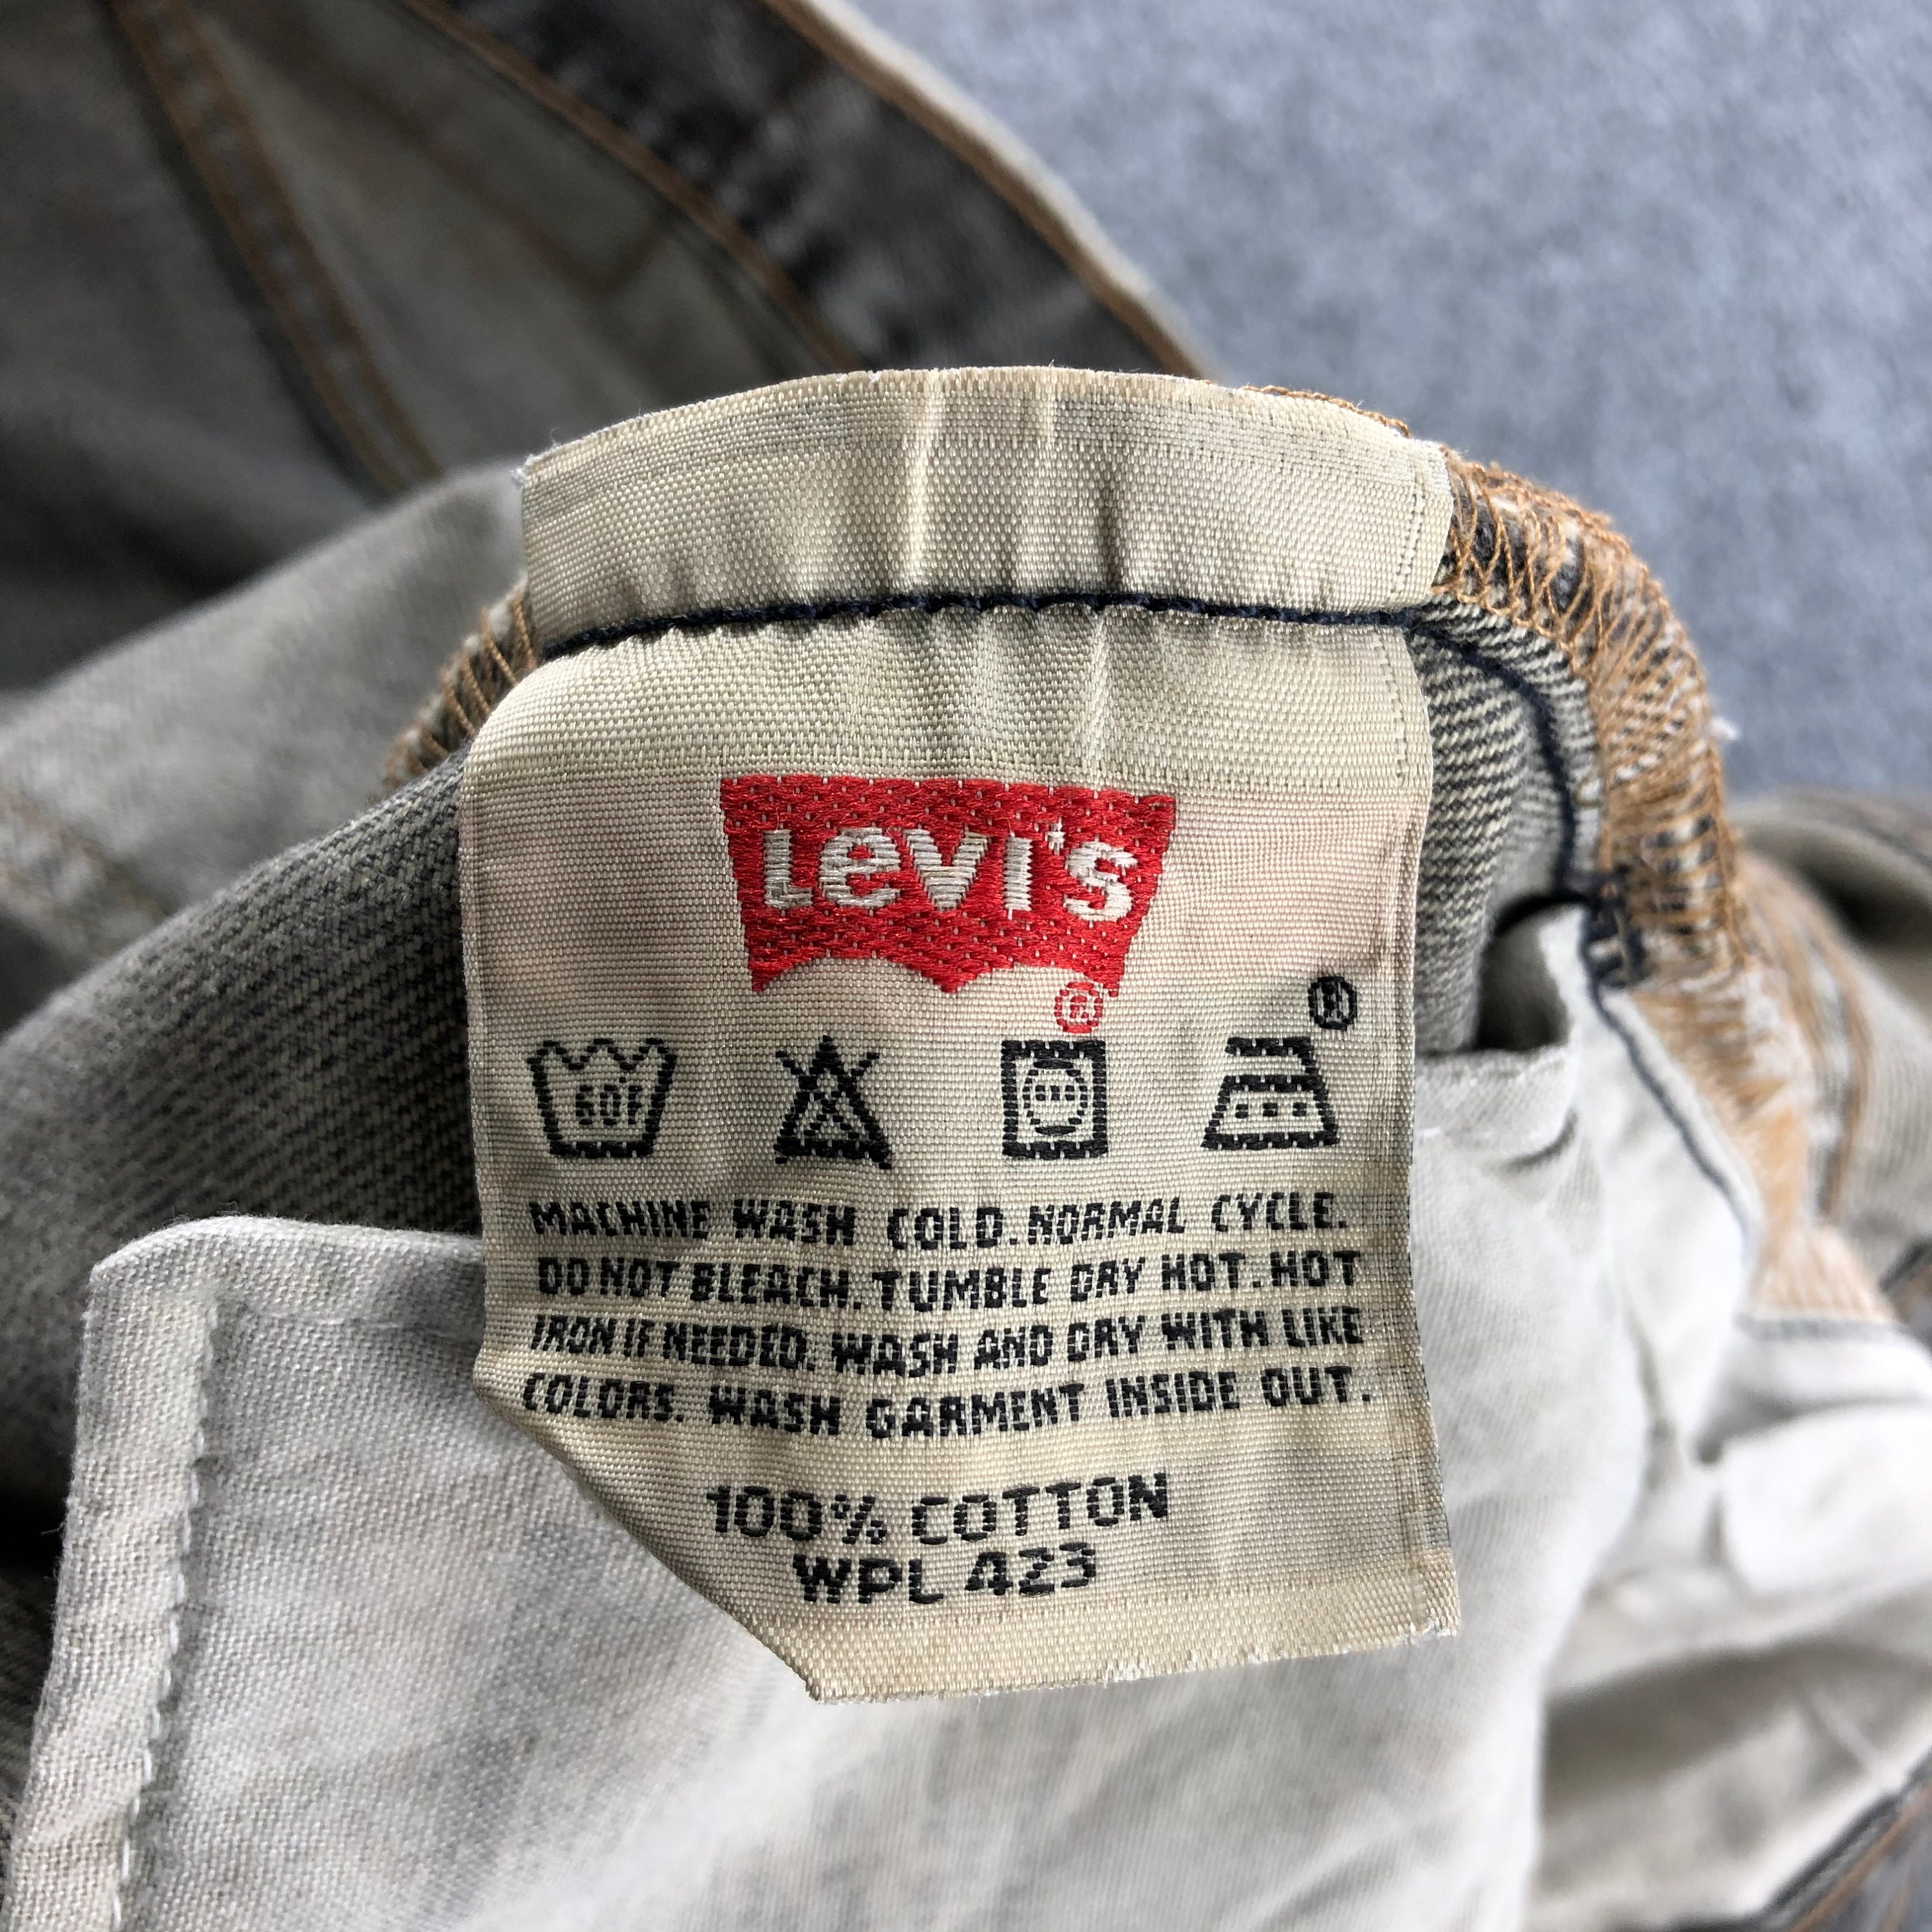 Levi's
®
®
60F
MACHINE WASH COLD. NORMAL CYCLE.
DO NOT BLEACH. TUMBLE DRY HOT. HOT
IRON IF NEEDED. WASH AND DRY WITH LIKE
COLORS. WASH GARMENT INSIDE OUT.
100% COTTON
WPL 423